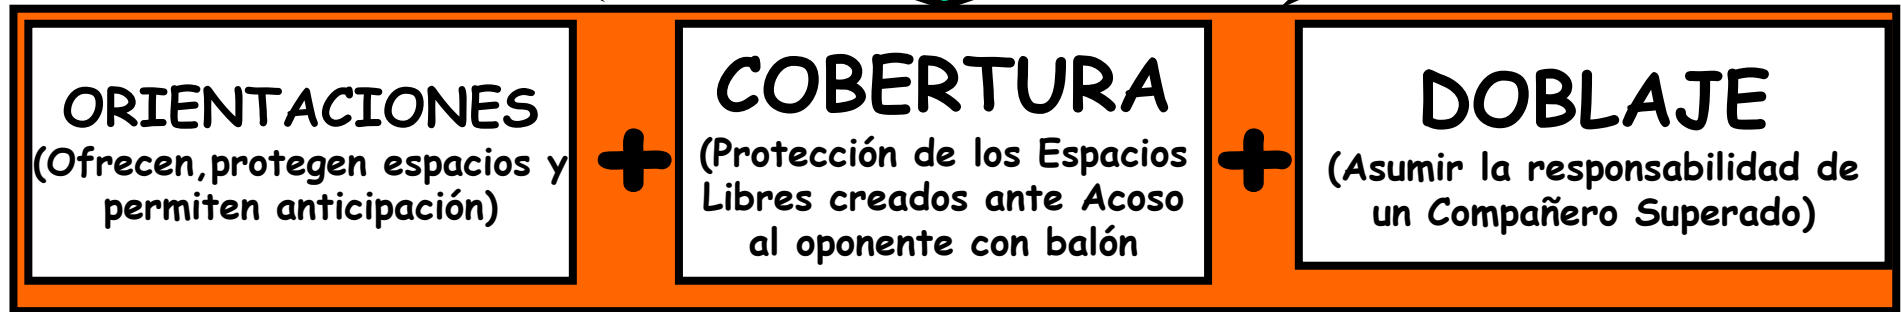 ORIENTACIONES
(Ofrecen,protegen espacios y
permiten anticipación)
+
COBERTURA
(Protección de los Espacios
Libres creados ante Acoso
al oponente con balón
+
DOBLAJE
(Asumir la responsabilidad de
un Compañero Superado)